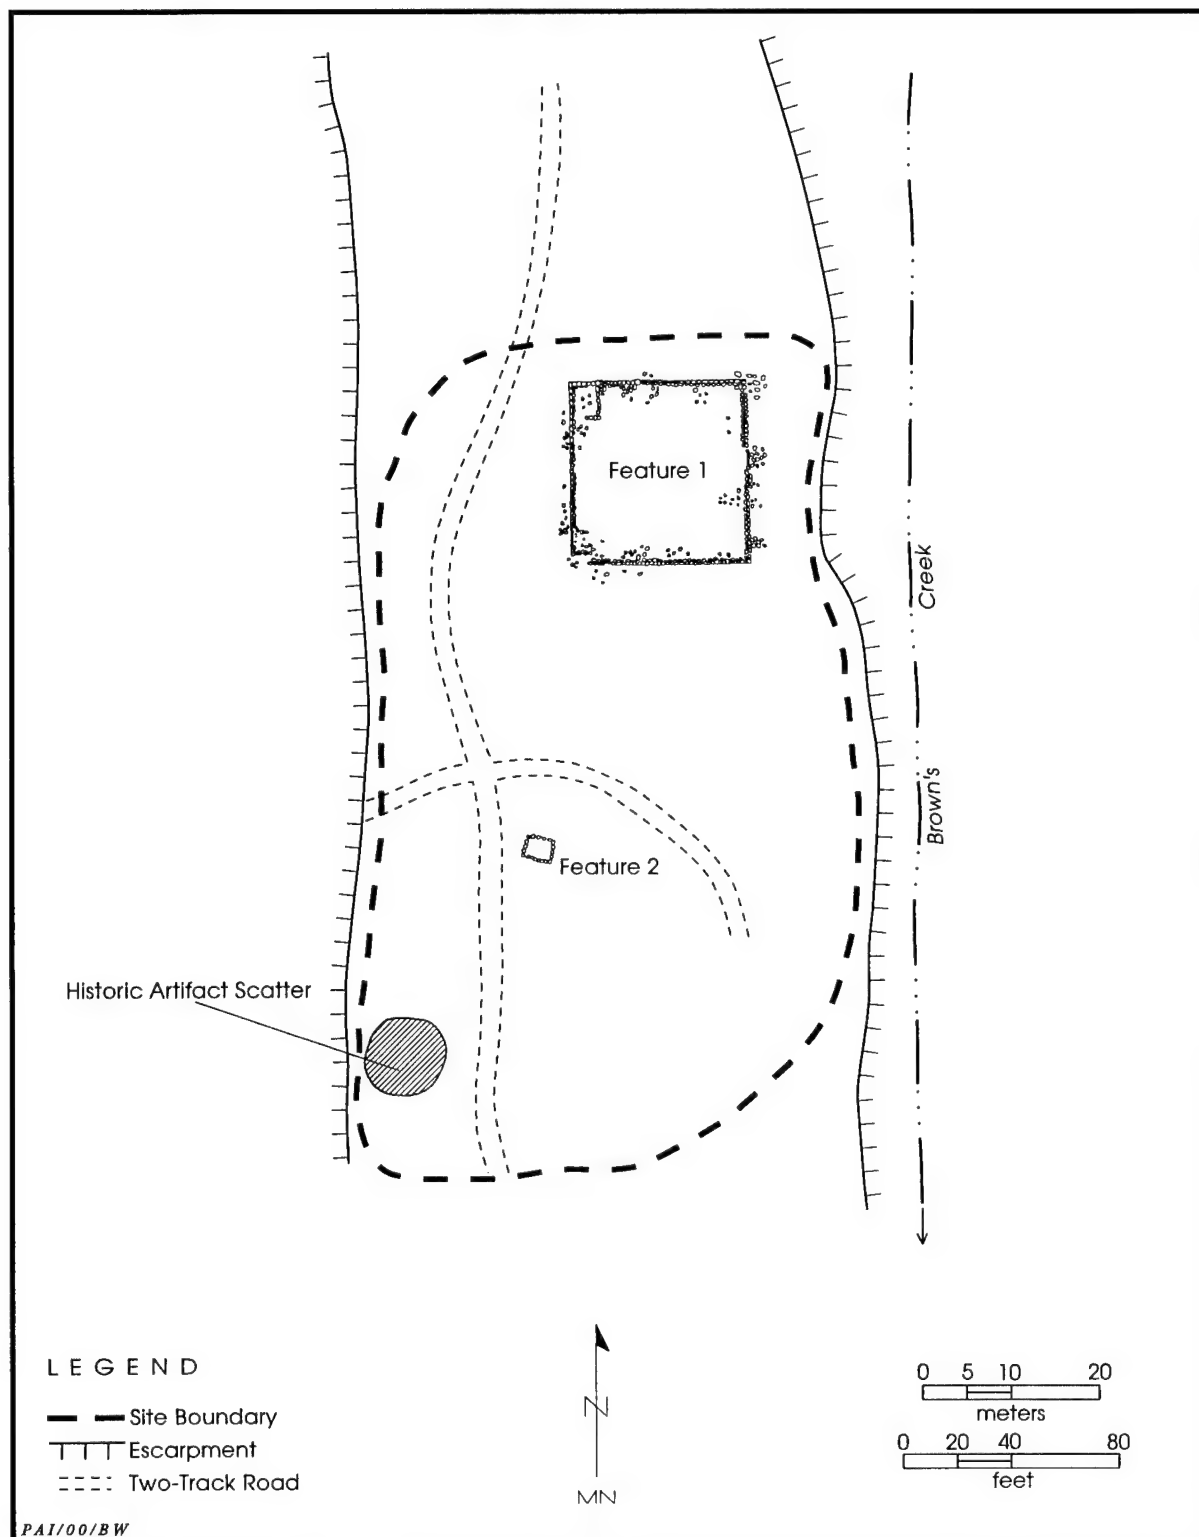 Feature 1
Creek
Brown's
Feature 2
Historic Artifact Scatter
N
MN
LEGEND
Site Boundary
Escarpment
Two-Track Road
0 5 10 20
meters
0 20 40 80
feet
PAI/00/BW